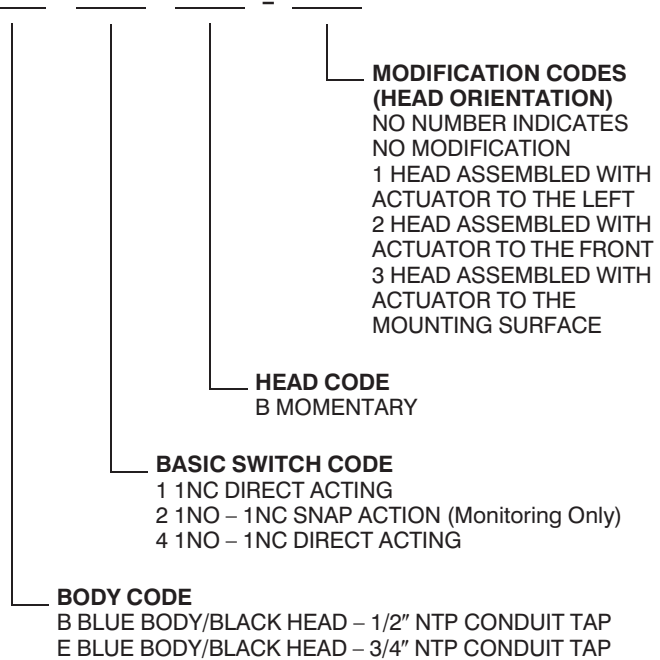 –
MODIFICATION CODES
(HEAD ORIENTATION)
NO NUMBER INDICATES
NO MODIFICATION
1 HEAD ASSEMBLED WITH
ACTUATOR TO THE LEFT
2 HEAD ASSEMBLED WITH
ACTUATOR TO THE FRONT
3 HEAD ASSEMBLED WITH
ACTUATOR TO THE
MOUNTING SURFACE
HEAD CODE
B MOMENTARY
BASIC SWITCH CODE
1 1NC DIRECT ACTING
2 1NO – 1NC SNAP ACTION (Monitoring Only)
4 1NO – 1NC DIRECT ACTING
BODY CODE
B BLUE BODY/BLACK HEAD – 1/2″ NTP CONDUIT TAP
E BLUE BODY/BLACK HEAD – 3/4″ NTP CONDUIT TAP